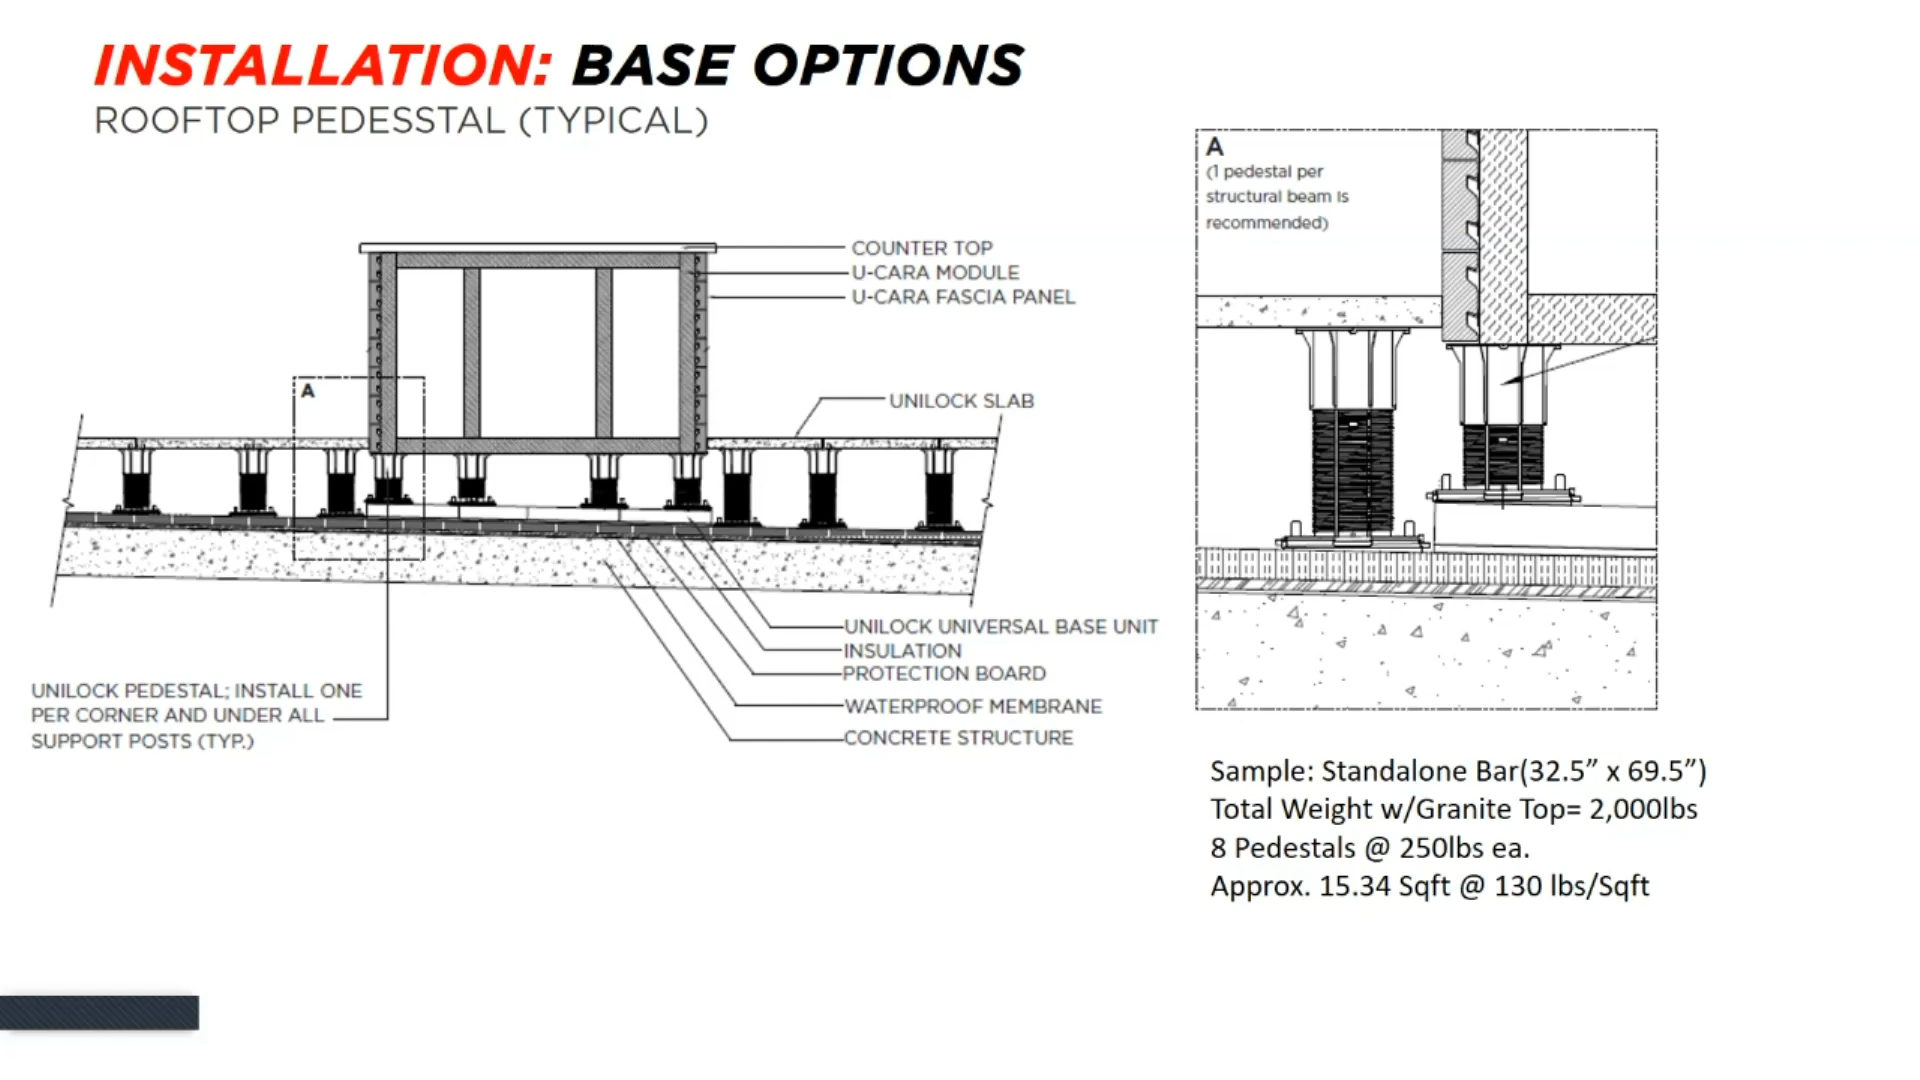 INSTALLATION: BASE OPTIONS
ROOFTOP PEDESSTAL (TYPICAL)
A
(1 pedestal per
structural beam is
recommended)
COUNTER TOP
U-CARA MODULE
U-CARA FASCIA PANEL
A
UNILOCK SLAB
UNILOCK UNIVERSAL BASE UNIT
INSULATION
PROTECTION BOARD
WATERPROOF MEMBRANE
CONCRETE STRUCTURE
UNILOCK PEDESTAL; INSTALL ONE
PER CORNER AND UNDER ALL
SUPPORT POSTS (TYP.)
Sample: Standalone Bar(32.5” x 69.5”)
Total Weight w/Granite Top= 2,000lbs
8 Pedestals @ 250lbs ea.
Approx. 15.34 Sqft @ 130 lbs/Sqft